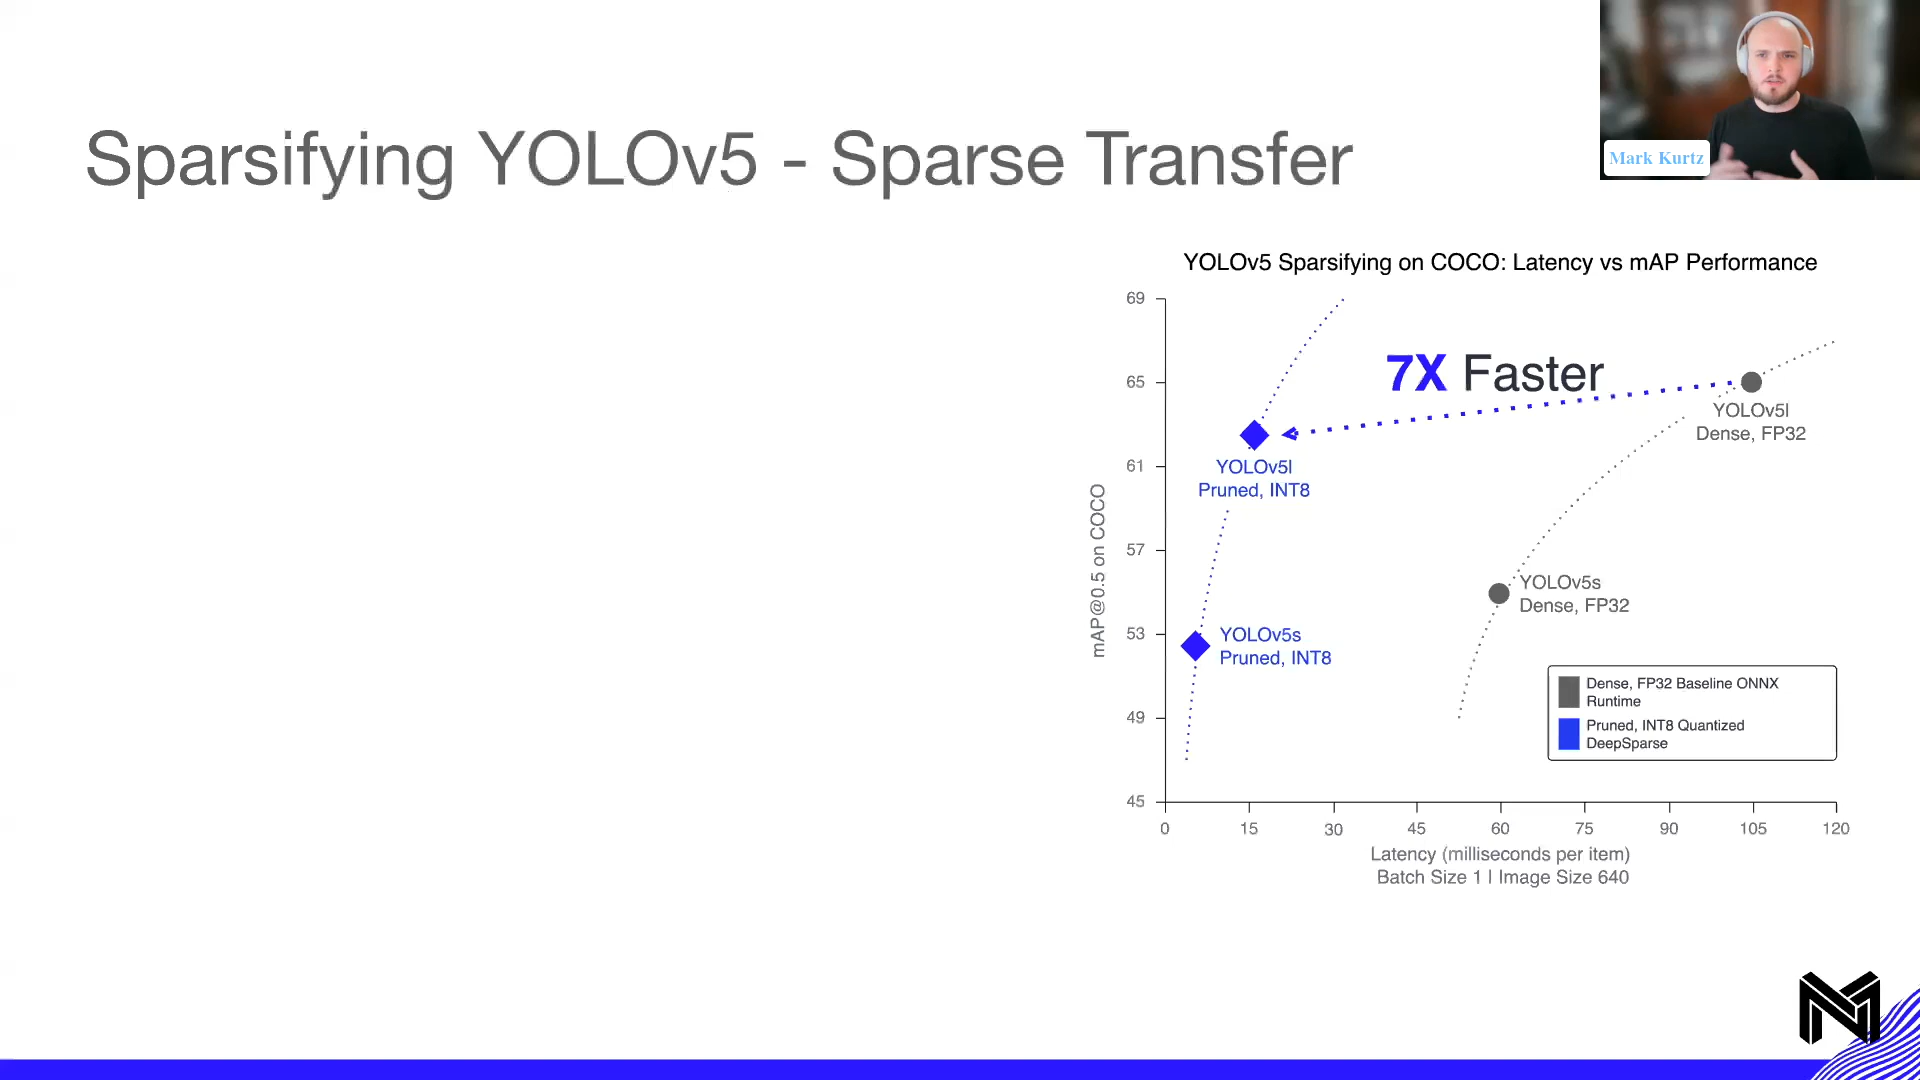 Mark Kurtz
Sparsifying YOLOv5 - Sparse Transfer
YOLOv5 Sparsifying on COCO: Latency vs mAP Performance
69
65
61
57
53
49
45
mAP@0.5 on COCO
7X Faster
YOLOv5l
Dense, FP32
YOLOv5l
Pruned, INT8
YOLOv5s
Dense, FP32
YOLOv5s
Pruned, INT8
Dense, FP32 Baseline ONNX
Runtime
Pruned, INT8 Quantized
DeepSparse
0 15 30 45 60 75 90 105 120
Latency (milliseconds per item)
Batch Size 1 | Image Size 640